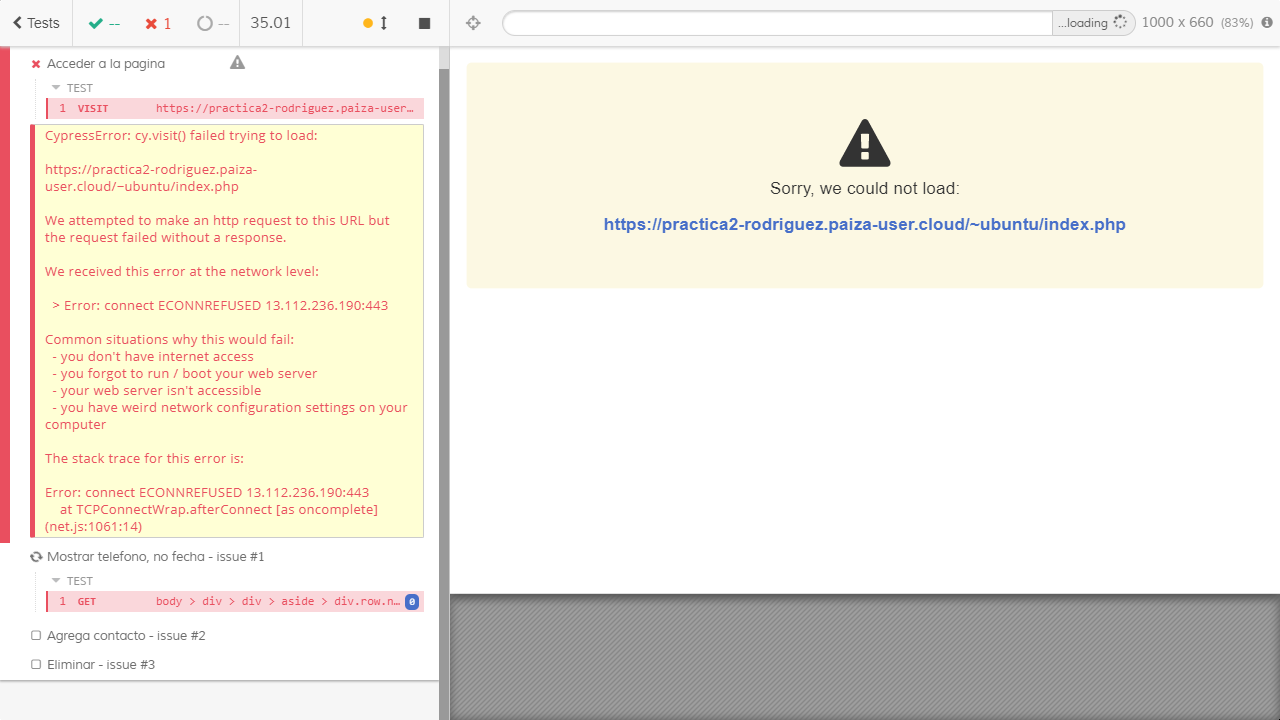 Tests
--
1
--
35.01
...loading
1000 x 660 (83%)
Acceder a la pagina
TEST
1 VISIT https://practica2-rodriguez.paiza-user…
CypressError: cy.visit() failed trying to load:
https://practica2-rodriguez.paiza-
user.cloud/~ubuntu/index.php
We attempted to make an http request to this URL but
the request failed without a response.
We received this error at the network level:
> Error: connect ECONNREFUSED 13.112.236.190:443
Common situations why this would fail:
- you don't have internet access
- you forgot to run / boot your web server
- your web server isn't accessible
- you have weird network configuration settings on your
computer
The stack trace for this error is:
Error: connect ECONNREFUSED 13.112.236.190:443
at TCPConnectWrap.afterConnect [as oncomplete]
(net.js:1061:14)
Mostrar telefono, no fecha - issue #1
TEST
1 GET body > div > div > aside > div.row.n… 0
Agrega contacto - issue #2
Eliminar - issue #3
Sorry, we could not load:
https://practica2-rodriguez.paiza-user.cloud/~ubuntu/index.php